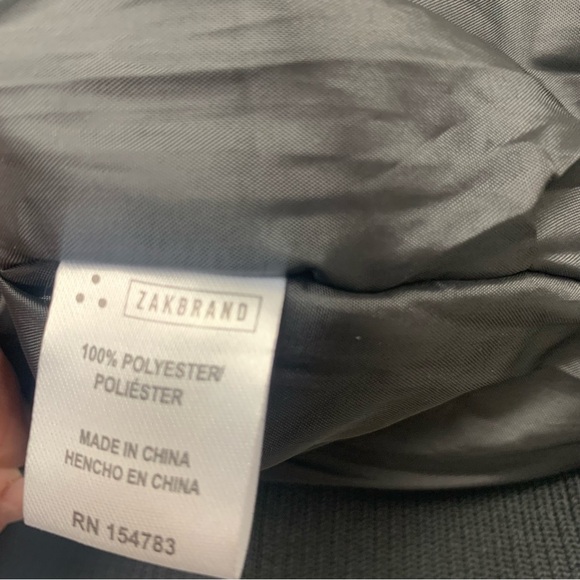 ZAKBRAND
100% POLYESTER/
POLIÉSTER
MADE IN CHINA
HENCHO EN CHINA
RN 154783